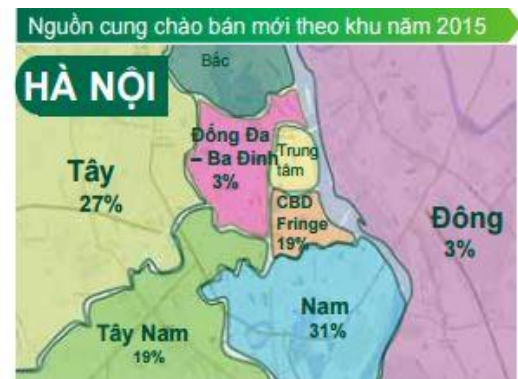 Nguồn cung chào bán mới theo khu năm 2015
HÀ NỘI
Bắc
Đống Đa
– Ba Đình
3%
Trung
tâm
Tây
27%
CBD
Fringe
19%
Đông
3%
Nam
31%
Tây Nam
19%